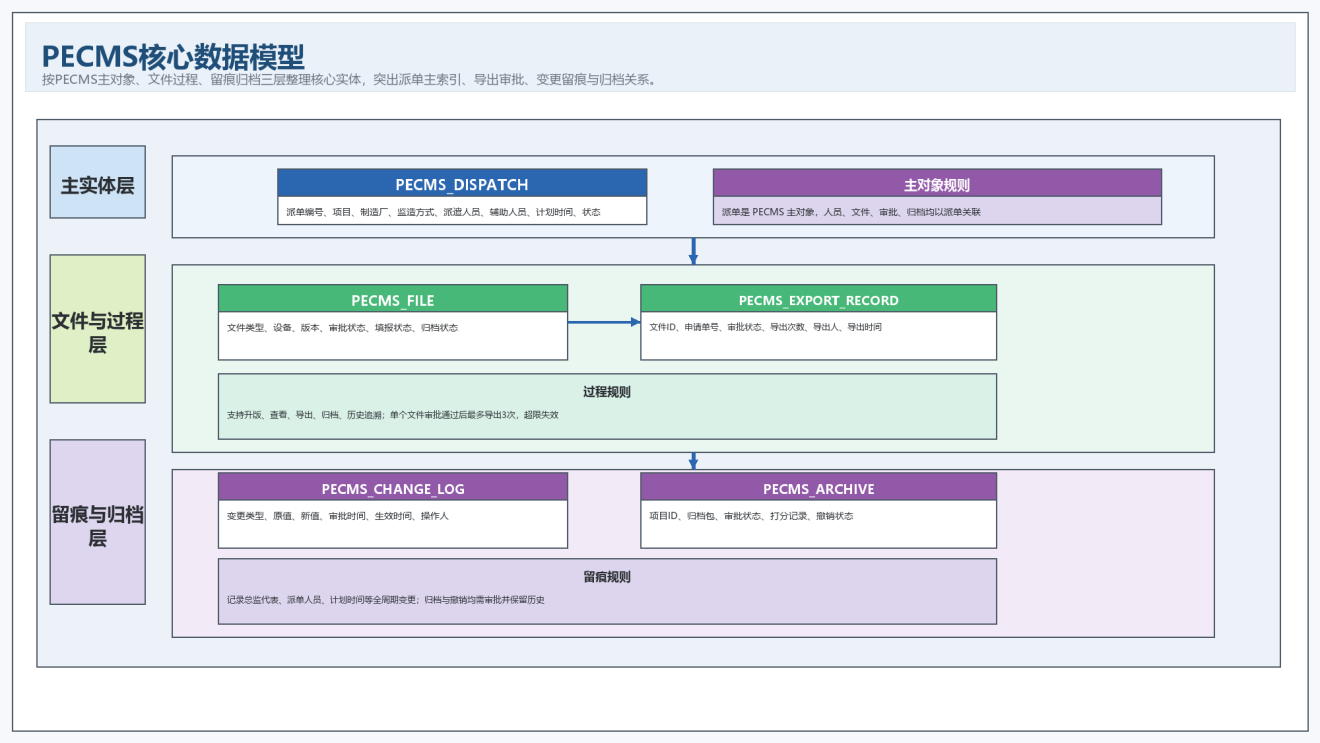 PECMS核心数据模型
按PECMS主对象、文件过程、留痕归档三层整理核心实体，突出派单主索引、导出审批、变更留痕与归档关系。
主实体层
PECMS_DISPATCH
派单编号、项目、制造厂、监造方式、派遣人员、辅助人员、计划时间、状态
主对象规则
派单是 PECMS 主对象，人员、文件、审批、归档均以派单关联
文件与过程
层
PECMS_FILE
文件类型、设备、版本、审批状态、填报状态、归档状态
PECMS_EXPORT_RECORD
文件ID、申请单号、审批状态、导出次数、导出人、导出时间
过程规则
支持升版、查看、导出、归档、历史追溯；单个文件审批通过后最多导出3次，超限失效
留痕与归档
层
PECMS_CHANGE_LOG
变更类型、原值、新值、审批时间、生效时间、操作人
PECMS_ARCHIVE
项目ID、归档包、审批状态、打分记录、撤销状态
留痕规则
记录总监代表、派单人员、计划时间等全周期变更；归档与撤销均需审批并保留历史